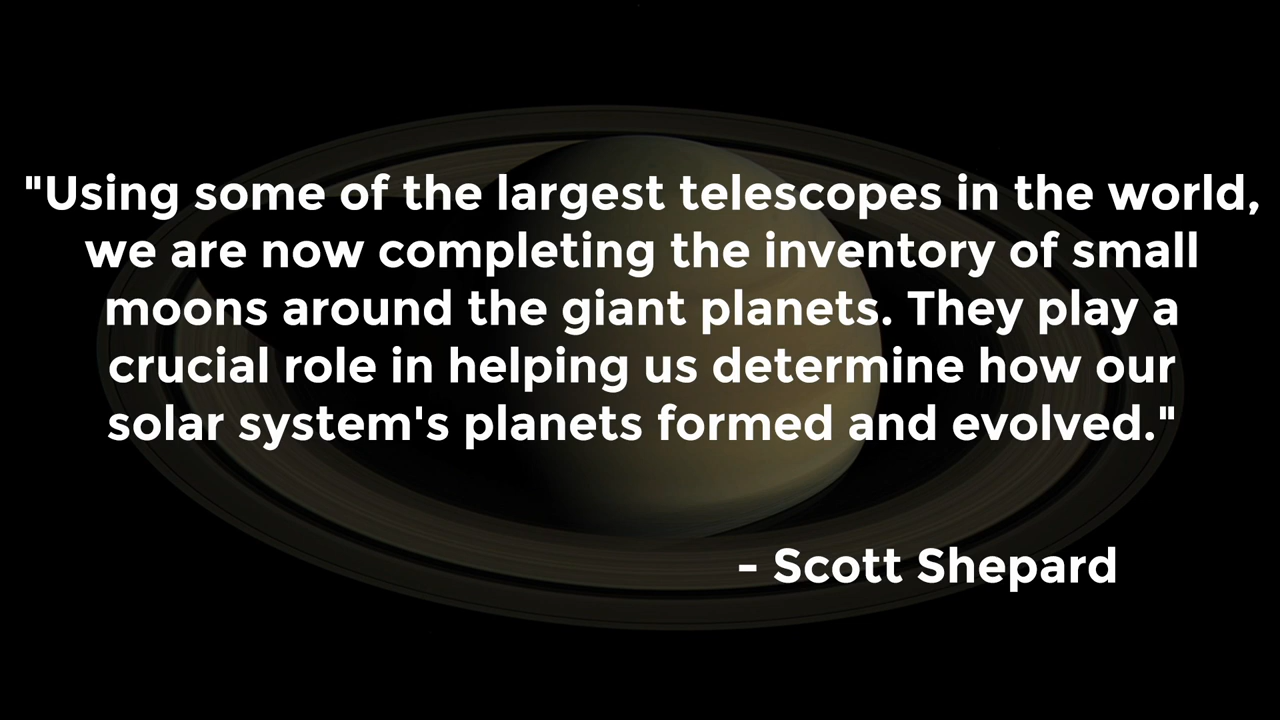 "Using some of the largest telescopes in the world,
we are now completing the inventory of small
moons around the giant planets. They play a
crucial role in helping us determine how our
solar system's planets formed and evolved."
- Scott Shepard